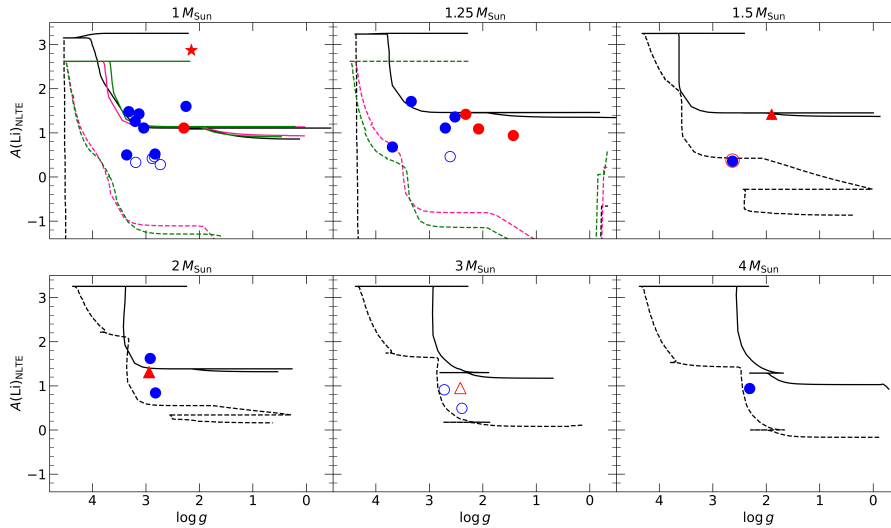 1 M_Sun 1.25 M_Sun 1.5 M_Sun
3
2
1
0
−1
A(Li)_NLTE
2 M_Sun 3 M_Sun 4 M_Sun
3
2
1
0
−1
A(Li)_NLTE
4 3 2 1 0 4 3 2 1 0 4 3 2 1 0
log g log g log g